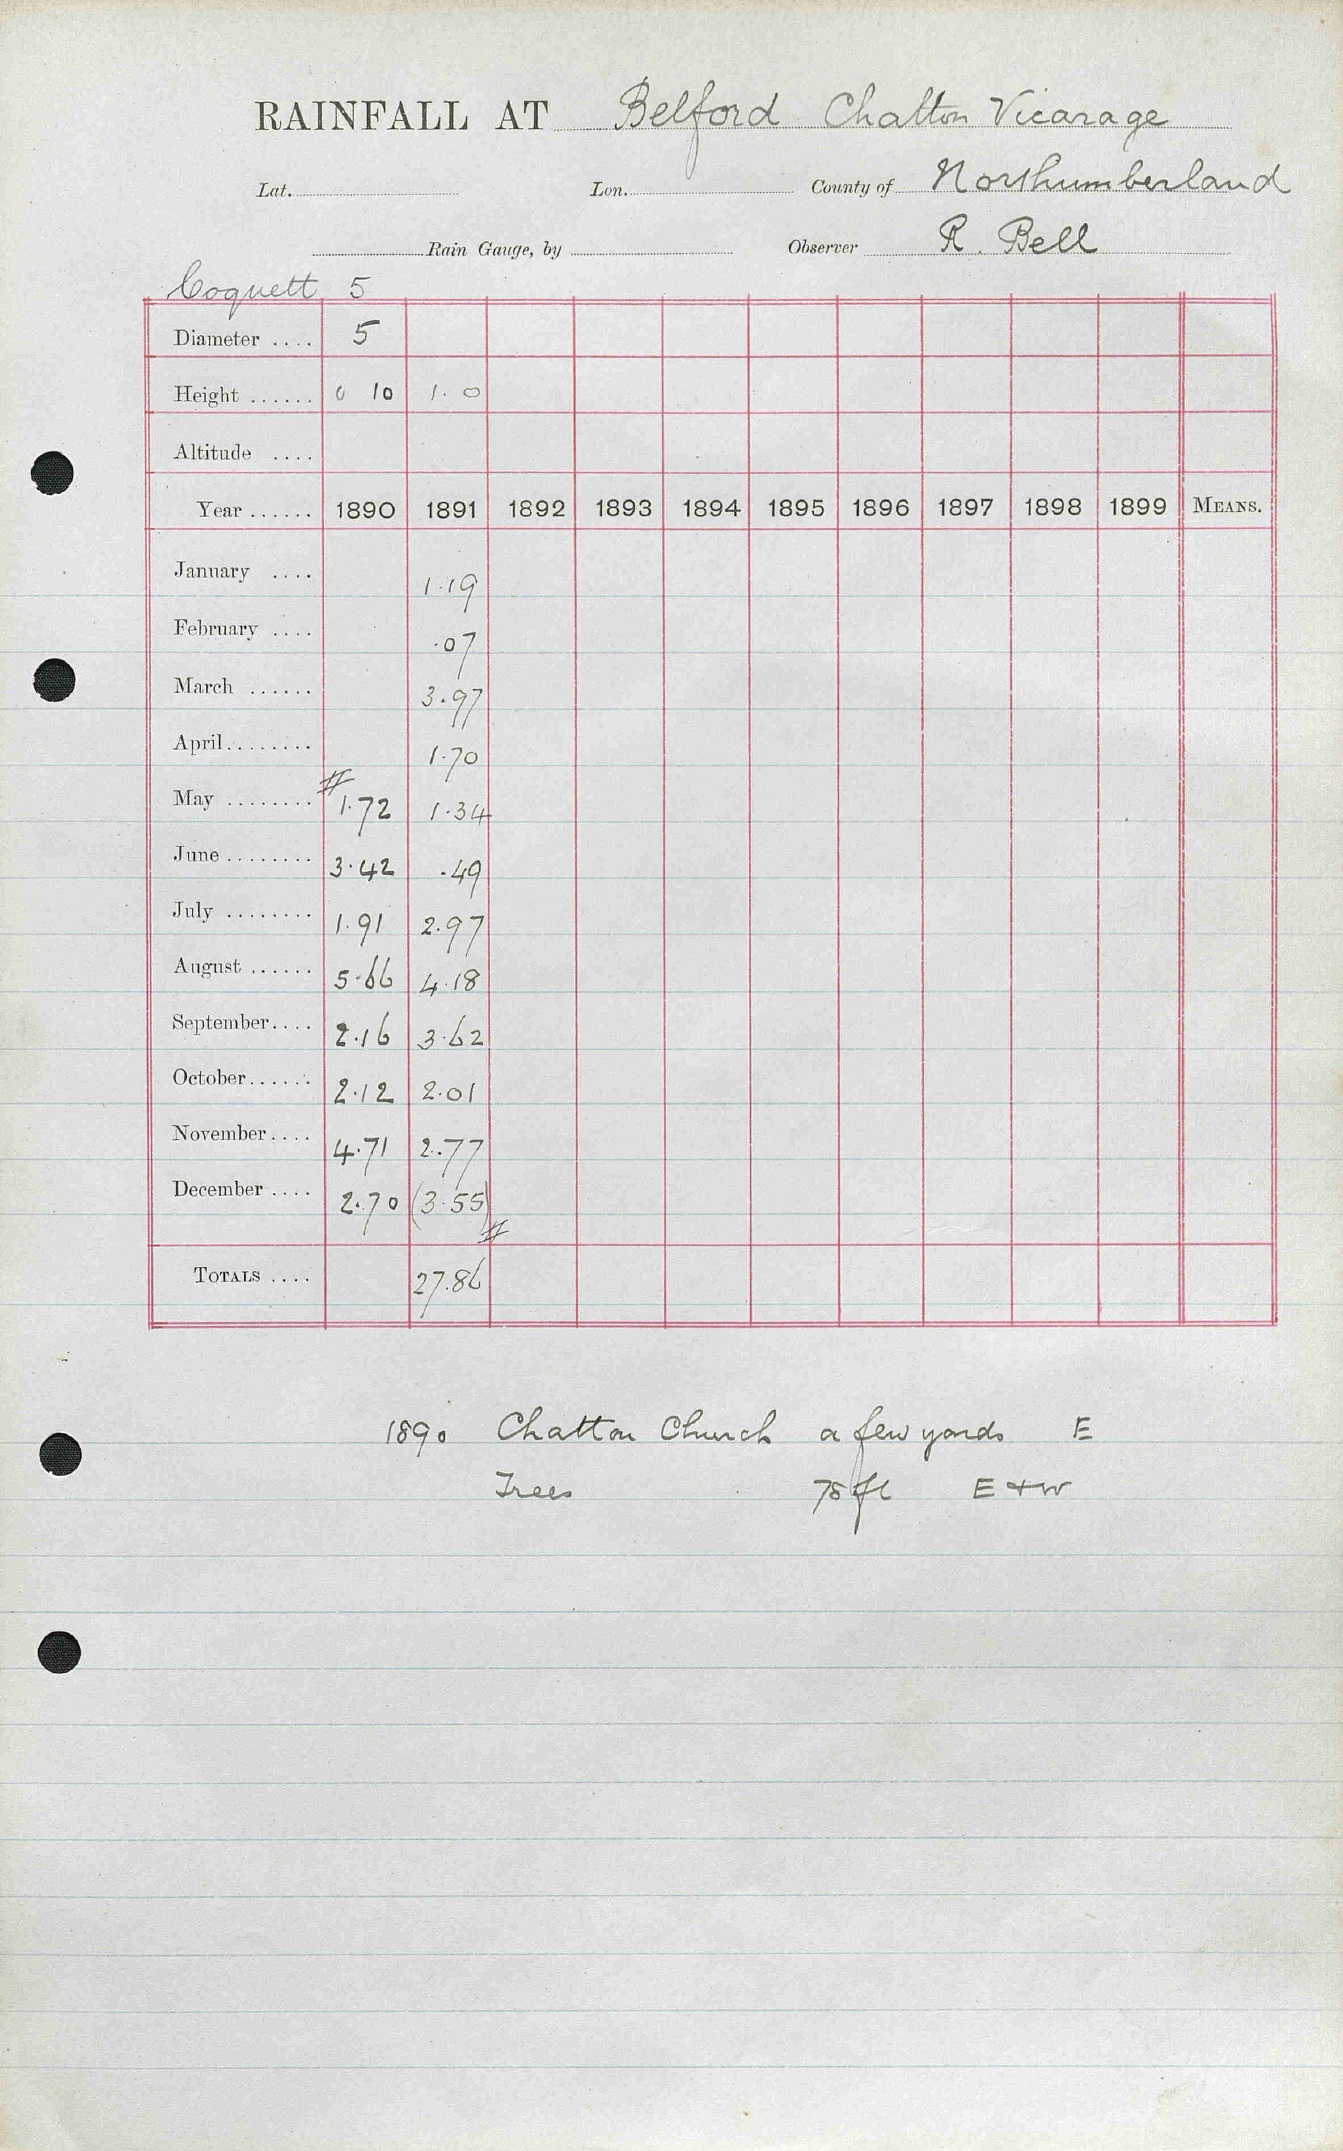 RAINFALL AT Belford Chatton Vicarage
Lat. Lon. County of Northumberland
Rain Gauge, by Observer R. Bell
Coquett 5
Diameter .... 5
Height ...... 0 10 1.0
Altitude ....
Year ...... 1890 1891 1892 1893 1894 1895 1896 1897 1898 1899 MEANS.
January .... 1.19
February .... .07
March ...... 3.97
April ........ 1.70
May ........ # 1.72 1.34
June ........ 3.42 .49
July ........ 1.91 2.97
August ...... 5.66 4.18
September.... 2.16 3.62
October...... 2.12 2.01
November.... 4.71 2.77
December .... 2.70 (3.55) #
TOTALS .... 27.86
1890 Chatton Church a few yards E
Trees 75 ft E + W